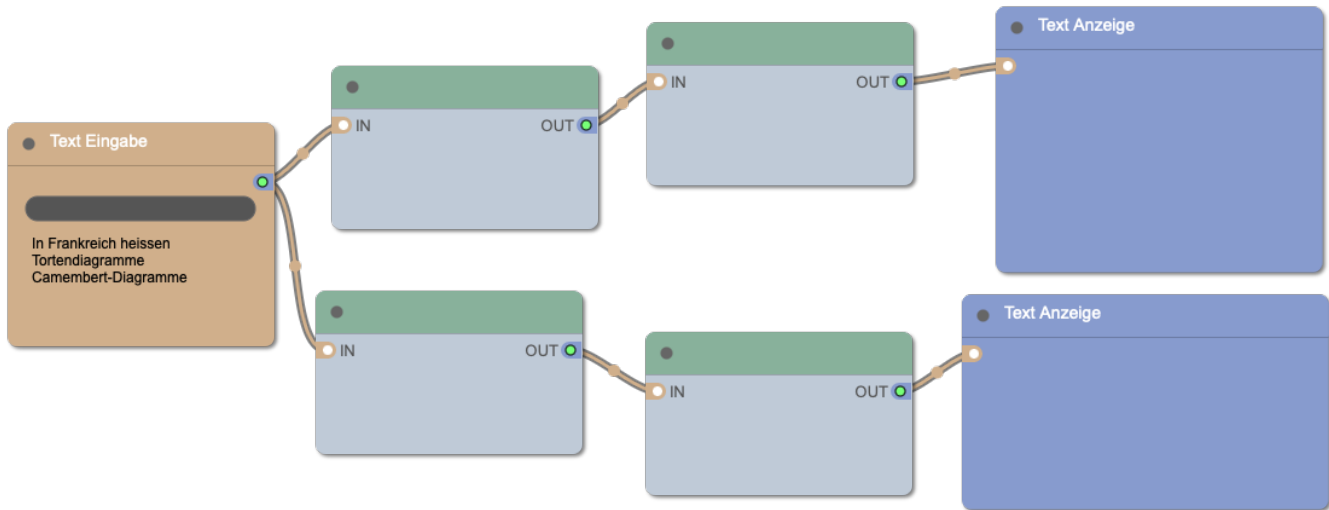 Text Eingabe
In Frankreich heissen
Tortendiagramme
Camembert-Diagramme
IN
OUT
IN
OUT
Text Anzeige
IN
OUT
IN
OUT
Text Anzeige